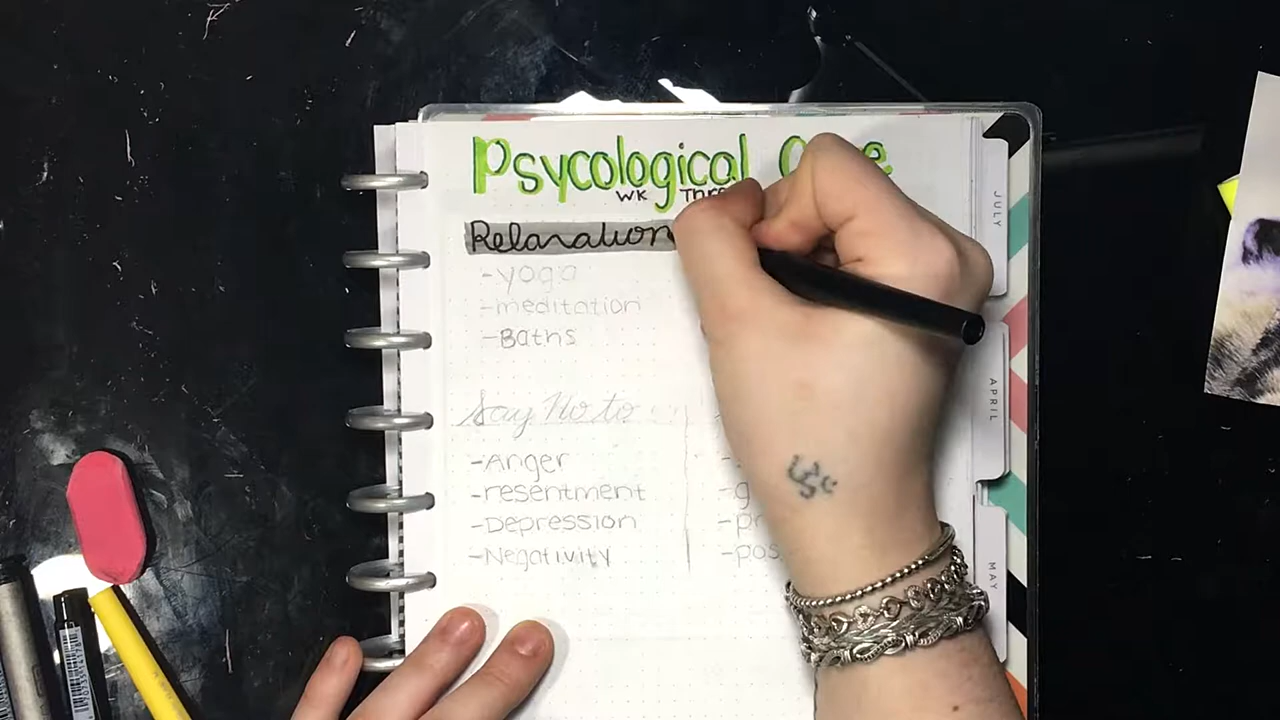 Psycological
WK
Relaxation
-yoga
-meditation
-Baths
Say No to
-Anger
-resentment
-Depression
-Negativity
JULY
APRIL
MAY